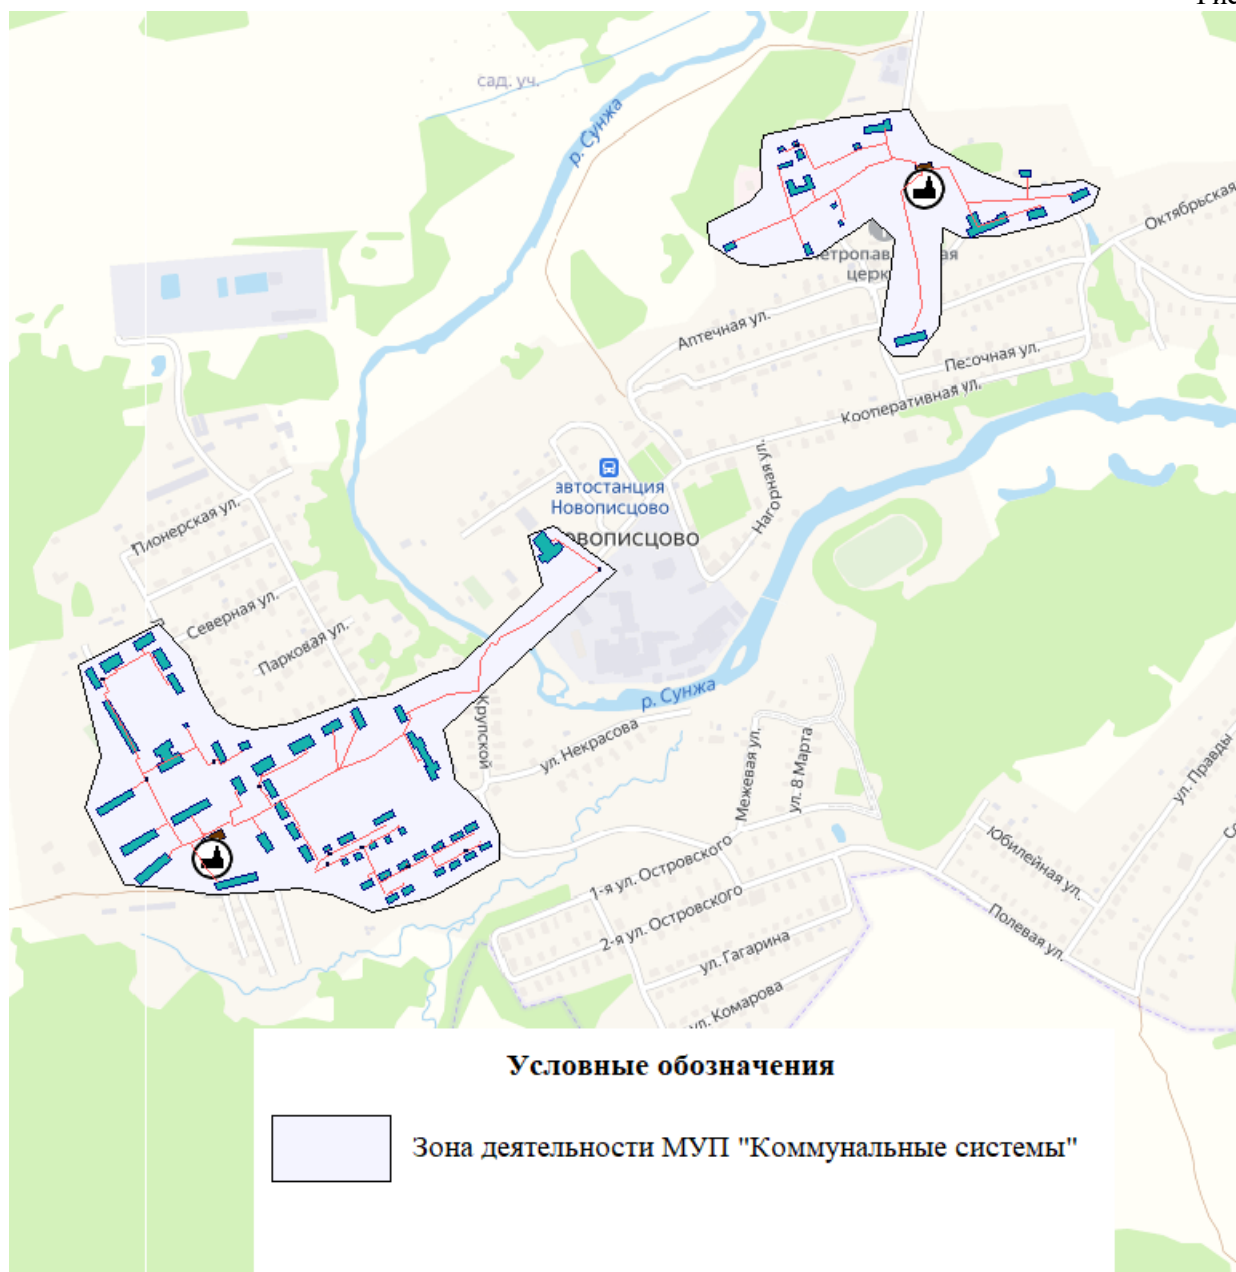 сад. уч.
р. Сунжа
Октябрьская
церк
Аптечная ул.
Песочная ул.
Кооперативная ул.
Нагорная ул.
автостанция
Новописцово
овописцово
Пионерская ул.
Северная ул.
Парковая ул.
р. Сунжа
Крупской
ул. Некрасова
Межевая ул.
ул. 8 Марта
ул. Правды
1-я ул. Островского
2-я ул. Островского
Юбилейная ул.
Полевая ул.
ул. Гагарина
ул. Комарова
Условные обозначения
Зона деятельности МУП "Коммунальные системы"